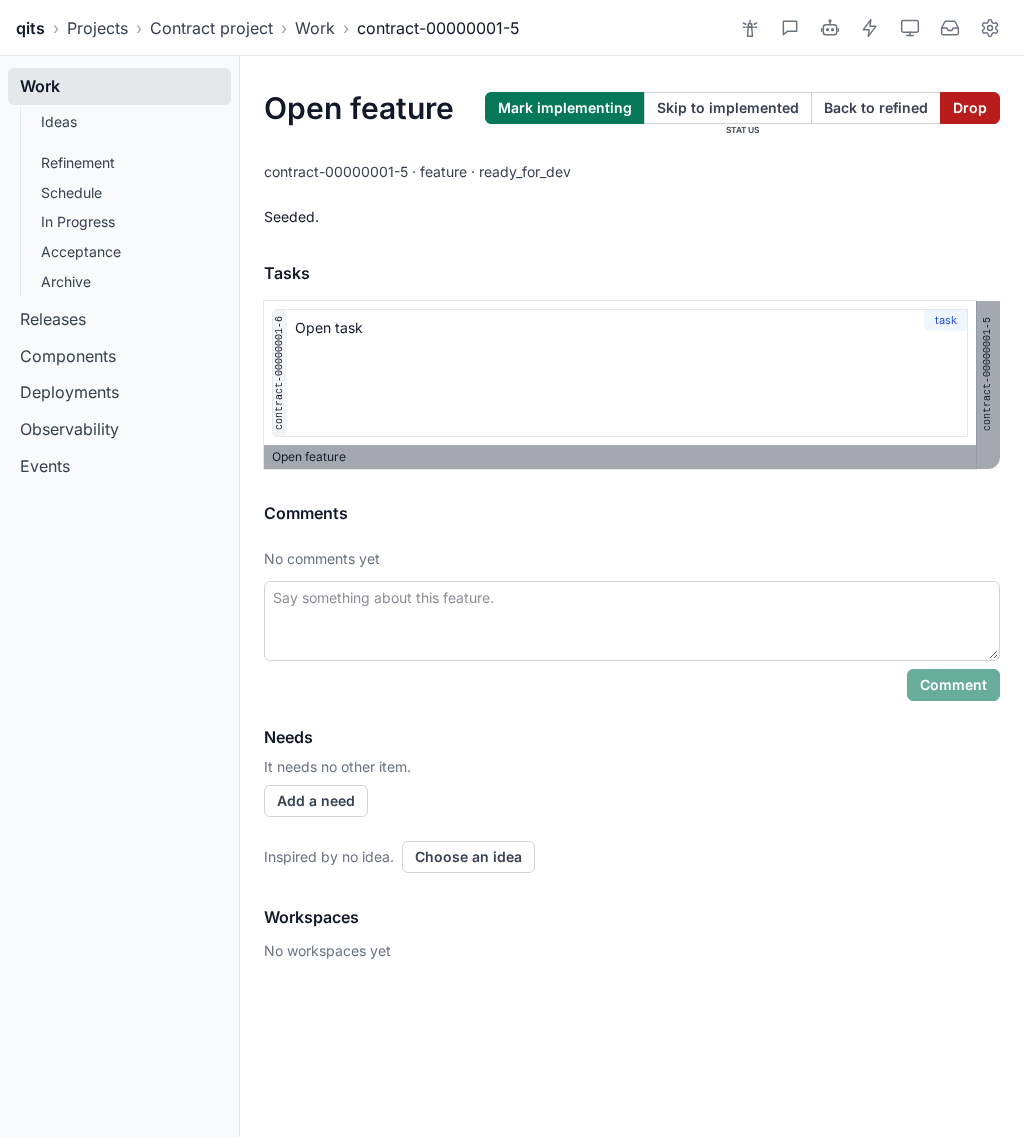 qits › Projects › Contract project › Work › contract-00000001-5
Work
Ideas
Refinement
Schedule
In Progress
Acceptance
Archive
Releases
Components
Deployments
Observability
Events
Open feature
Mark implementing
Skip to implemented
Back to refined
Drop
STATUS
contract-00000001-5 · feature · ready_for_dev
Seeded.
Tasks
contract-00000001-6
Open task
task
contract-00000001-5
Open feature
Comments
No comments yet
Say something about this feature.
Comment
Needs
It needs no other item.
Add a need
Inspired by no idea.
Choose an idea
Workspaces
No workspaces yet